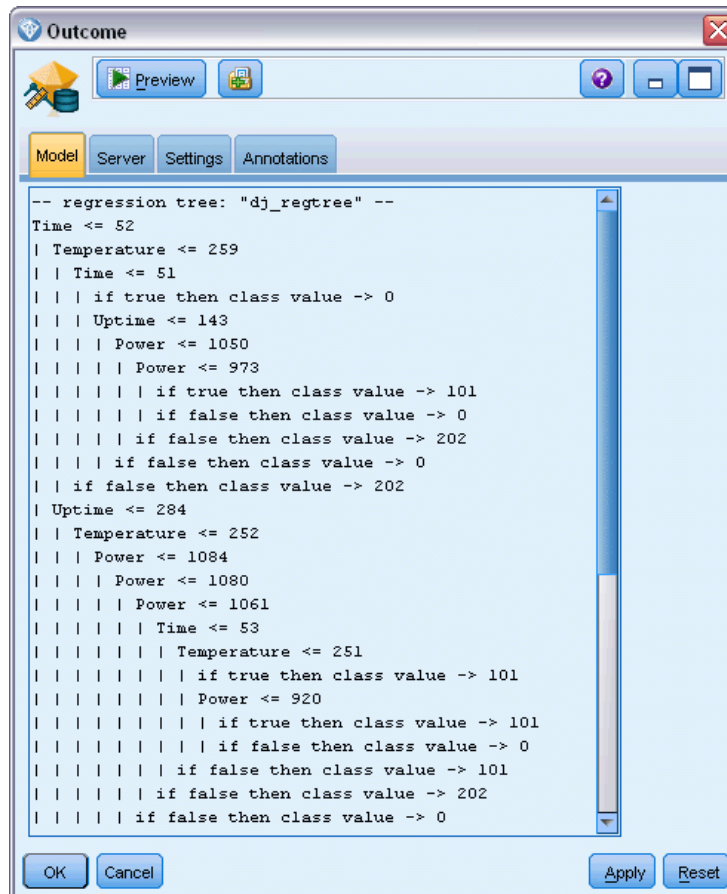 Outcome
Preview
Model Server Settings Annotations
-- regression tree: "dj_regtree" --
Time <= 52
| Temperature <= 259
| | Time <= 51
| | | if true then class value -> 0
| | | Uptime <= 143
| | | | Power <= 1050
| | | | | Power <= 973
| | | | | | if true then class value -> 101
| | | | | | if false then class value -> 0
| | | | | if false then class value -> 202
| | | | if false then class value -> 0
| | if false then class value -> 202
| Uptime <= 284
| | Temperature <= 252
| | | Power <= 1084
| | | | Power <= 1080
| | | | | Power <= 1061
| | | | | | Time <= 53
| | | | | | | Temperature <= 251
| | | | | | | | if true then class value -> 101
| | | | | | | | Power <= 920
| | | | | | | | | if true then class value -> 101
| | | | | | | | | if false then class value -> 0
| | | | | | | if false then class value -> 101
| | | | | | if false then class value -> 202
| | | | | if false then class value -> 0
OK Cancel Apply Reset